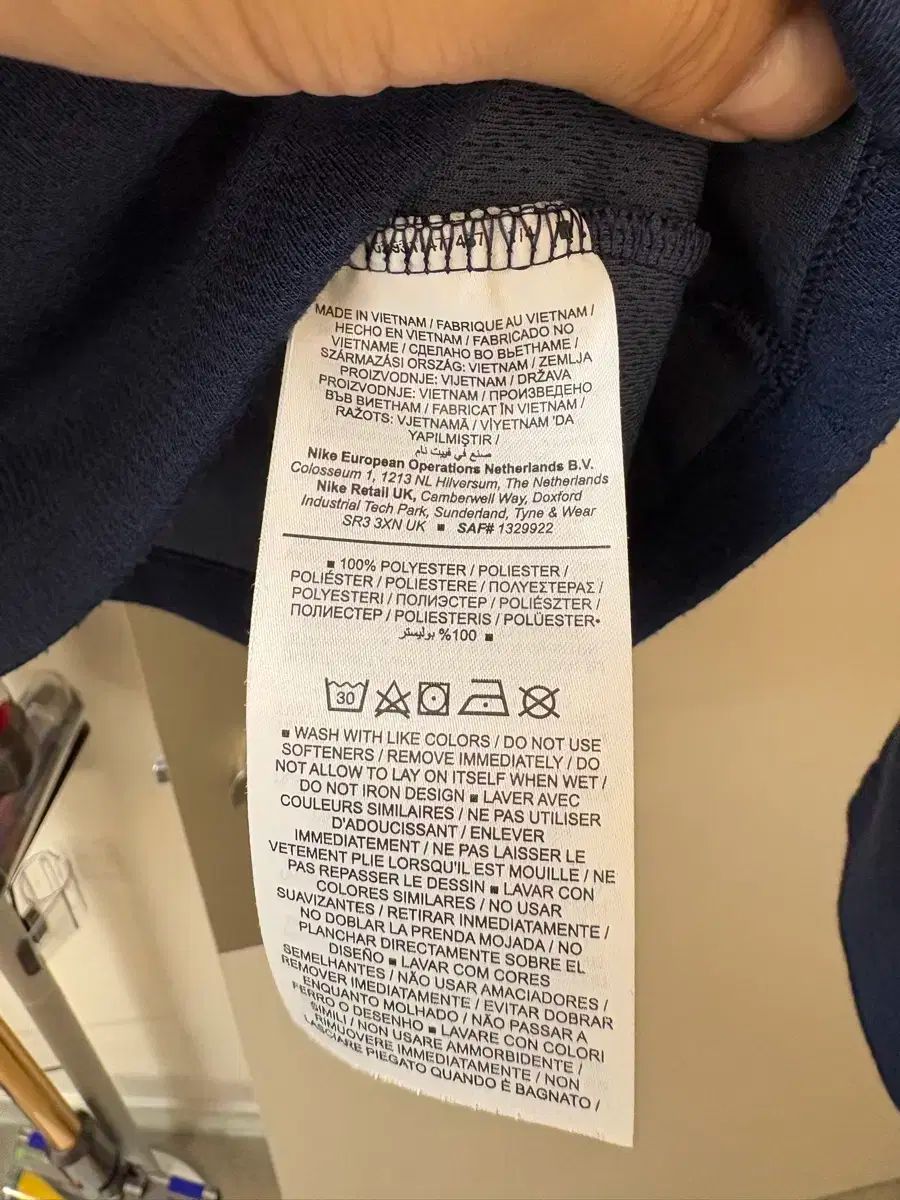 MADE IN VIETNAM / FABRIQUE AU VIETNAM /
HECHO EN VIETNAM / FABRICADO NO
VIETNAME / СДЕЛАНО ВО ВЬЕТНАМЕ /
SZÁRMAZÁSI ORSZÁG: VIETNAM / ZEMLJA
PROIZVODNJE: VIJETNAM / DRŽAVA
PROIZVODNJE: VIETNAM / ПРОИЗВЕДЕНО
ВЪВ ВИЕТНАМ / FABRICAT ÎN VIETNAM /
RAŽOTS: VJETNAMĀ / VİYETNAM 'DA
YAPILMIŞTIR /
صنع في فييت نام
Nike European Operations Netherlands B.V.
Colosseum 1, 1213 NL Hilversum, The Netherlands
Nike Retail UK, Camberwell Way, Doxford
Industrial Tech Park, Sunderland, Tyne & Wear
SR3 3XN UK ■ SAF# 1329922
■ 100% POLYESTER / POLIESTER /
POLIÉSTER / POLIESTERE / ΠΟΛΥΕΣΤΕΡΑΣ /
POLYESTERI / ПОЛИЭСТЕР / POLIÉSZTER /
ПОЛИЕСТЕР / POLIESTERIS / POLÜESTER•
100% بوليستر ■
30
■ WASH WITH LIKE COLORS / DO NOT USE
SOFTENERS / REMOVE IMMEDIATELY / DO
NOT ALLOW TO LAY ON ITSELF WHEN WET /
DO NOT IRON DESIGN ■ LAVER AVEC
COULEURS SIMILAIRES / NE PAS UTILISER
D'ADOUCISSANT / ENLEVER
IMMEDIATEMENT / NE PAS LAISSER LE
VETEMENT PLIE LORSQU'IL EST MOUILLE / NE
PAS REPASSER LE DESSIN ■ LAVAR CON
COLORES SIMILARES / NO USAR
SUAVIZANTES / RETIRAR INMEDIATAMENTE /
NO DOBLAR LA PRENDA MOJADA / NO
PLANCHAR DIRECTAMENTE SOBRE EL
DISEÑO ■ LAVAR COM CORES
SEMELHANTES / NÃO USAR AMACIADORES /
REMOVER IMEDIATAMENTE / EVITAR DOBRAR
ENQUANTO MOLHADO / NÃO PASSAR A
FERRO O DESENHO ■ LAVARE CON COLORI
SIMILI / NON USARE AMMORBIDENTE /
RIMUOVERE IMMEDIATAMENTE / NON
LASCIARE PIEGATO QUANDO È BAGNATO /